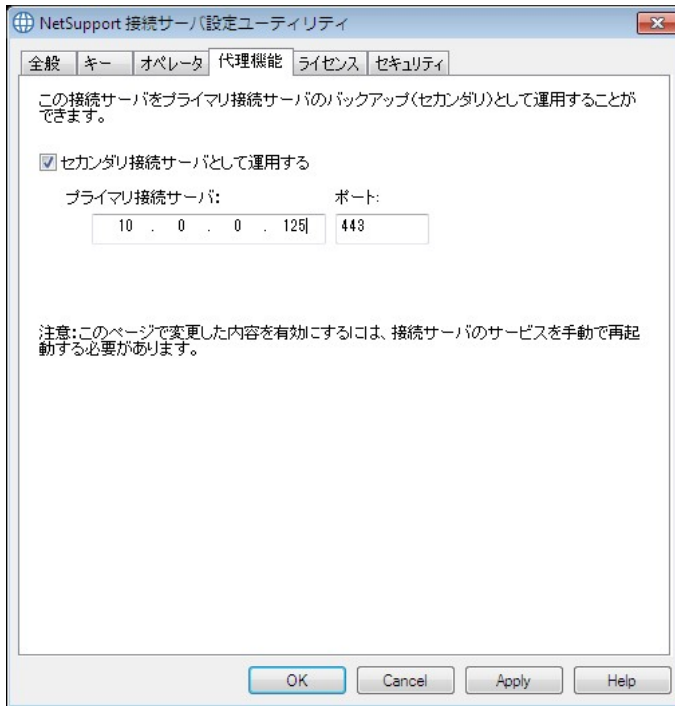 NetSupport 接続サーバ設定ユーティリティ
全般 キー オペレータ 代理機能 ライセンス セキュリティ
この接続サーバをプライマリ接続サーバのバックアップ(セカンダリ)として運用することが
できます。
セカンダリ接続サーバとして運用する
プライマリ接続サーバ: ポート:
10 . 0 . 0 . 125 443
注意:このページで変更した内容を有効にするには、接続サーバのサービスを手動で再起
動する必要があります。
OK Cancel Apply Help